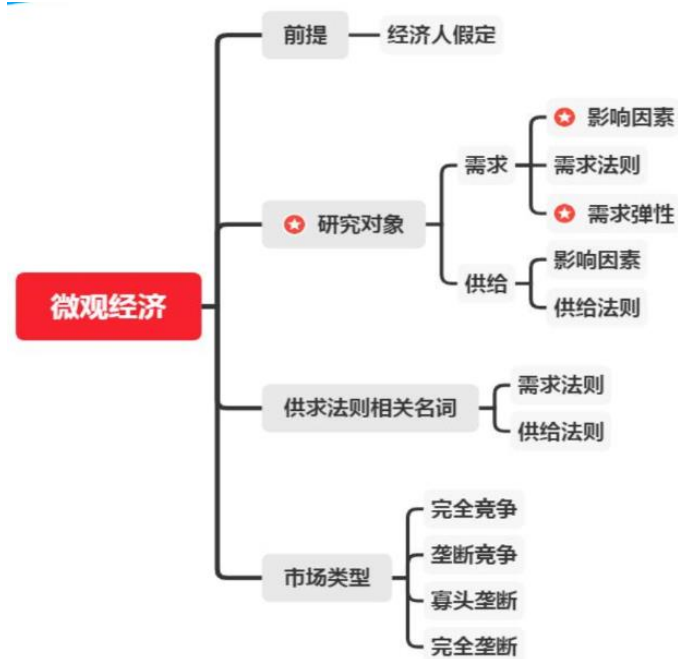 微观经济
前提
经济人假定
研究对象
需求
影响因素
需求法则
需求弹性
供给
影响因素
供给法则
供求法则相关名词
需求法则
供给法则
市场类型
完全竞争
垄断竞争
寡头垄断
完全垄断